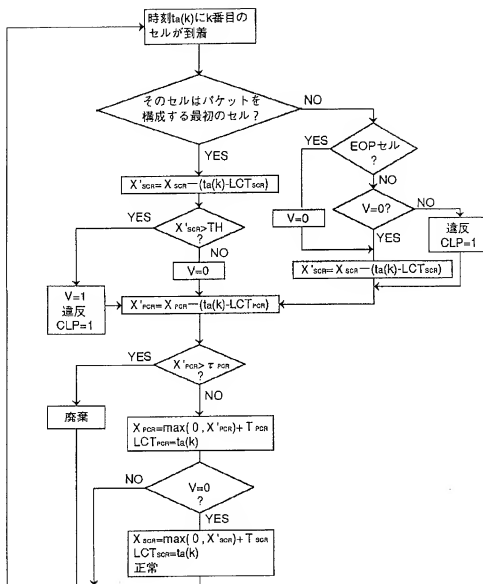 時刻ta(k)にk番目の
セルが到着
そのセルはパケットを
構成する最初のセル?
NO
YES
YES
EOPセル
?
NO
X'SCR=XSCR—(ta(k)-LCTSCR)
V=0?
NO
V=0
違反
CLP=1
YES
X'SCR>TH
?
NO
V=0
X'SCR=XSCR—(ta(k)-LCTSCR)
V=1
違反
CLP=1
X'PCR=XPCR—(ta(k)-LCTPCR)
YES
X'PCR>τPCR
?
NO
廃棄
XPCR=max(0,X'PCR)+TPCR
LCTPCR=ta(k)
NO
V=0
?
YES
XSCR=max(0,X'SCR)+TSCR
LCTSCR=ta(k)
正常